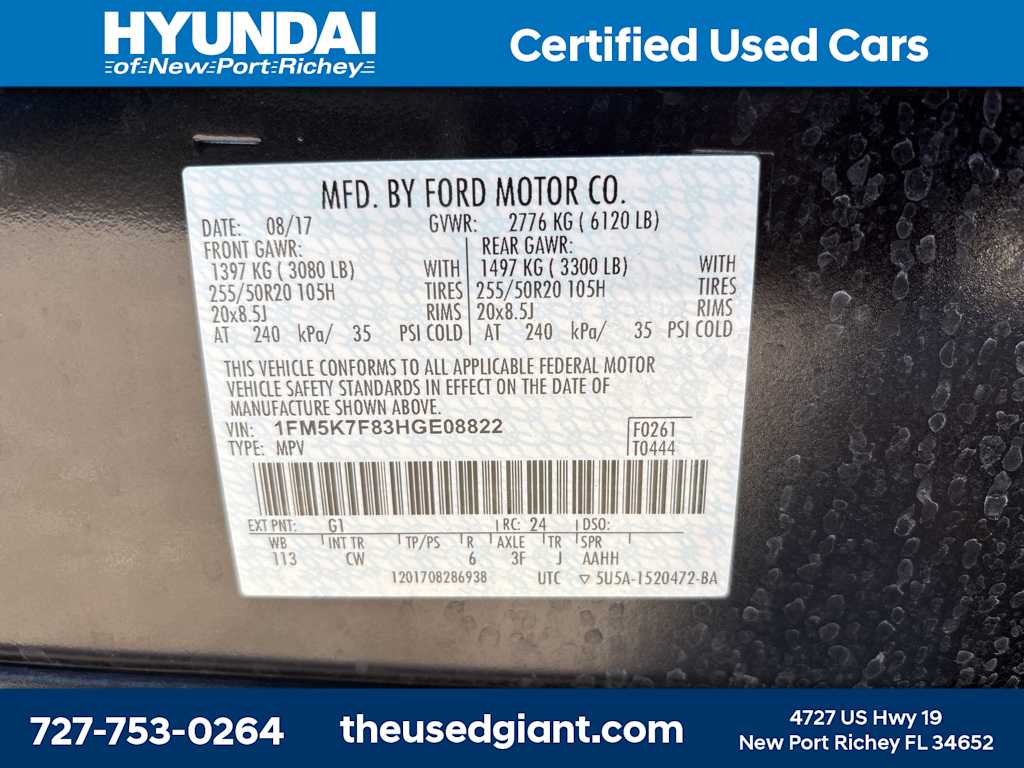 HYUNDAI
of New Port Richey
Certified Used Cars
MFD. BY FORD MOTOR CO.
DATE: 08/17 GVWR: 2776 KG ( 6120 LB)
FRONT GAWR: REAR GAWR:
1397 KG ( 3080 LB) WITH 1497 KG ( 3300 LB) WITH
255/50R20 105H TIRES 255/50R20 105H TIRES
20x8.5J RIMS 20x8.5J RIMS
AT 240 kPa/ 35 PSI COLD AT 240 kPa/ 35 PSI COLD
THIS VEHICLE CONFORMS TO ALL APPLICABLE FEDERAL MOTOR
VEHICLE SAFETY STANDARDS IN EFFECT ON THE DATE OF
MANUFACTURE SHOWN ABOVE.
VIN: 1FM5K7F83HGE08822 F0261
TYPE: MPV T0444
EXT PNT: G1 RC: 24 DSO:
WB INT TR TP/PS R AXLE TR SPR
113 CW 6 3F J AAHH
1201708286938 UTC ▽ 5U5A-1520472-BA
727-753-0264
theusedgiant.com
4727 US Hwy 19
New Port Richey FL 34652